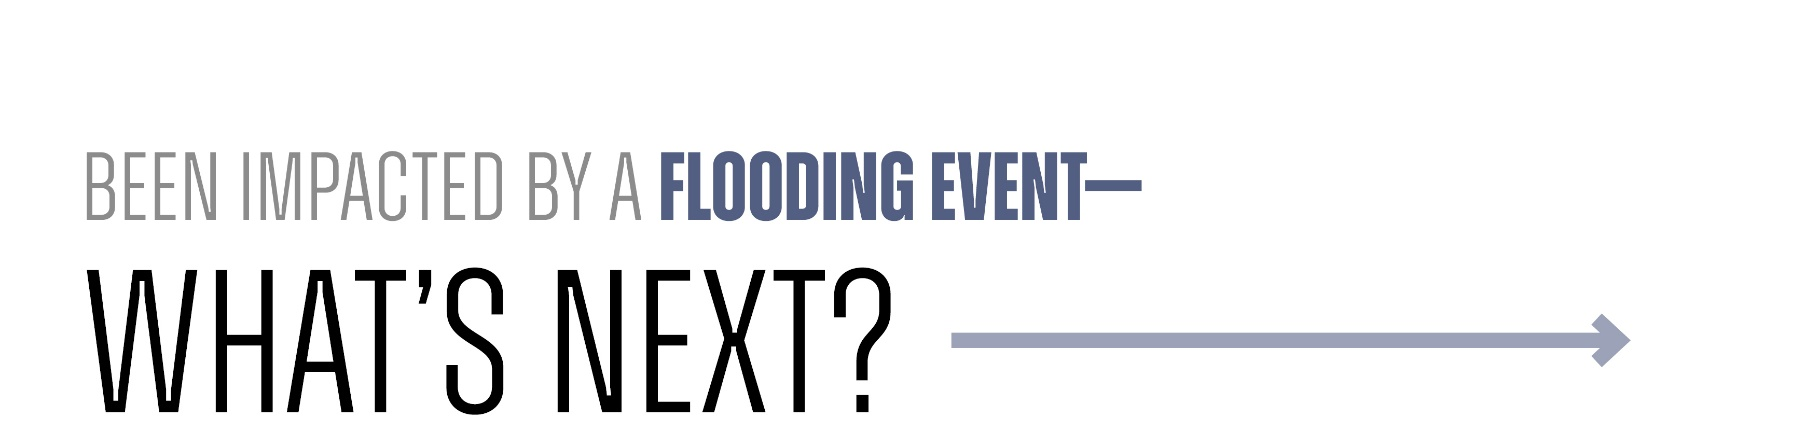 BEEN IMPACTED BY A FLOODING EVENT—
WHAT’S NEXT?